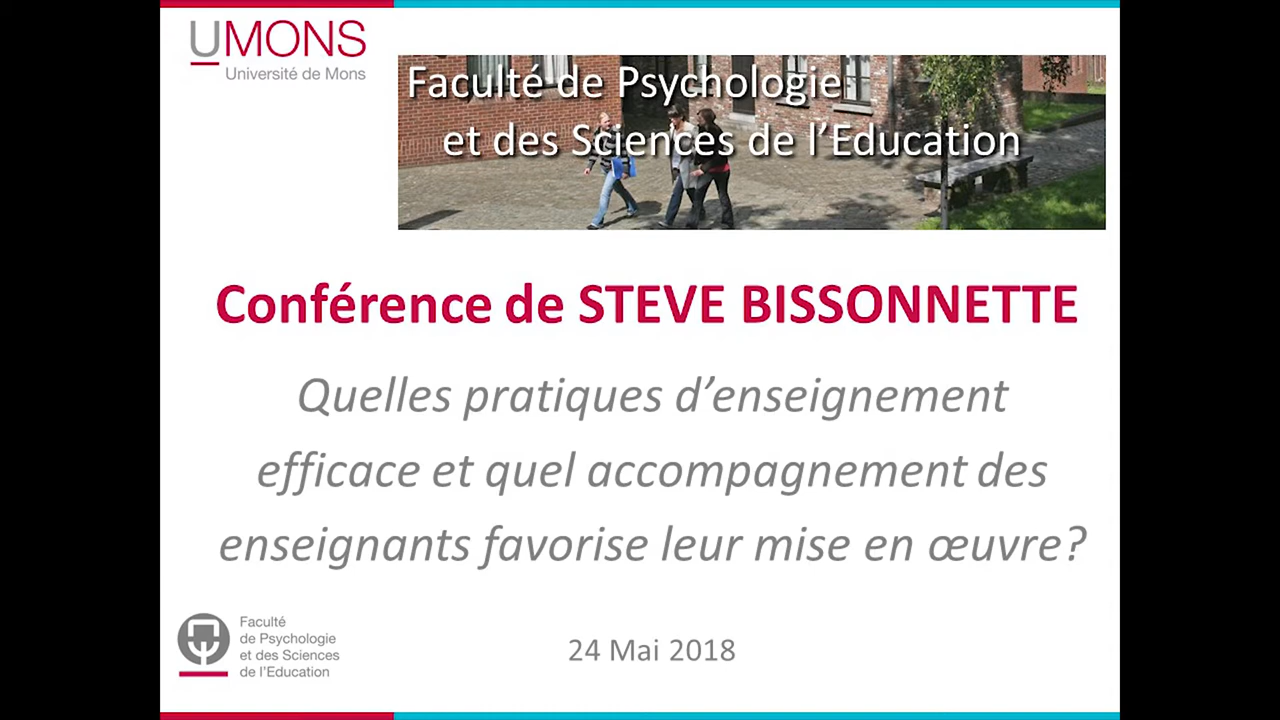 UMONS
Université de Mons
Faculté de Psychologie
et des Sciences de l’Education
Conférence de STEVE BISSONNETTE
Quelles pratiques d’enseignement
efficace et quel accompagnement des
enseignants favorise leur mise en œuvre?
Faculté
de Psychologie
et des Sciences
de l’Education
24 Mai 2018